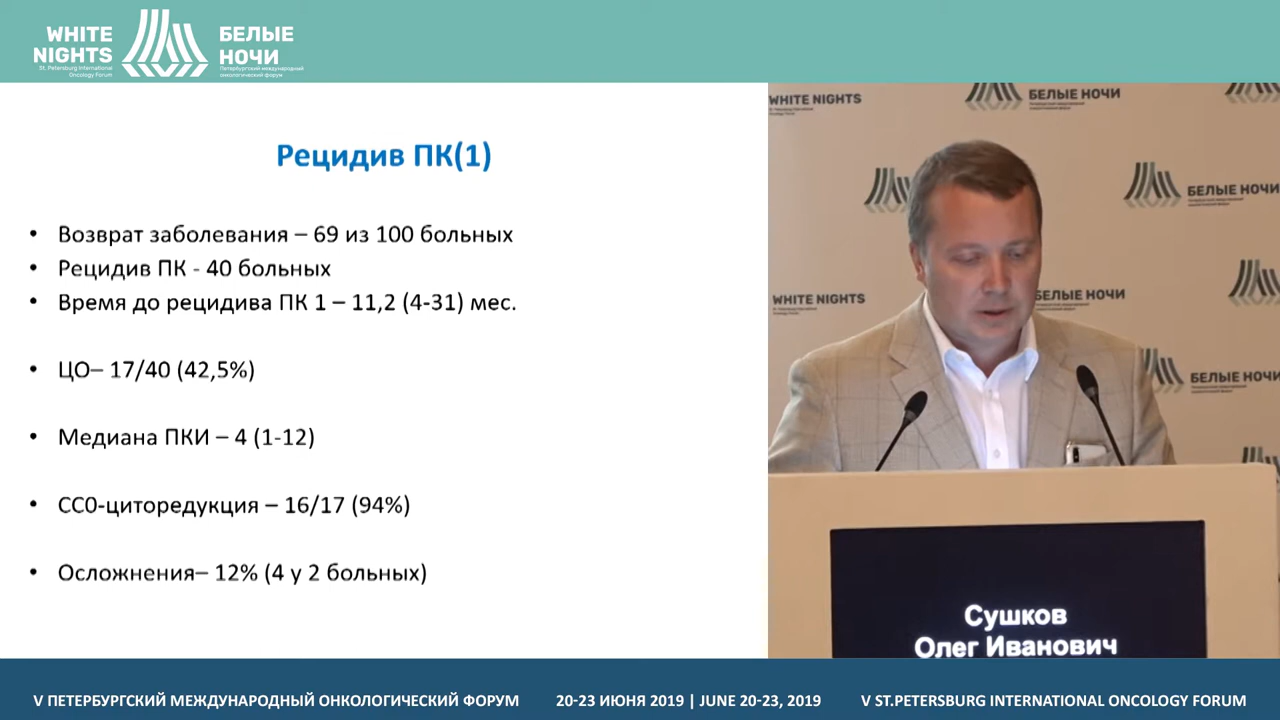 WHITE
NIGHTS
St. Petersburg International
Oncology Forum
БЕЛЫЕ
НОЧИ
Петербургский международный
онкологический форум
Рецидив ПК(1)
• Возврат заболевания – 69 из 100 больных
• Рецидив ПК - 40 больных
• Время до рецидива ПК 1 – 11,2 (4-31) мес.
• ЦО– 17/40 (42,5%)
• Медиана ПКИ – 4 (1-12)
• СС0-циторедукция – 16/17 (94%)
• Осложнения– 12% (4 у 2 больных)
WHITE NIGHTS
БЕЛЫЕ НОЧИ
БЕЛЫЕ НОЧИ
WHITE NIGHTS
БЕЛЫЕ НОЧИ
БЕЛЫЕ НОЧИ
Сушков
Олег Иванович
V ПЕТЕРБУРГСКИЙ МЕЖДУНАРОДНЫЙ ОНКОЛОГИЧЕСКИЙ ФОРУМ
20-23 ИЮНЯ 2019 | JUNE 20-23, 2019
V ST.PETERSBURG INTERNATIONAL ONCOLOGY FORUM